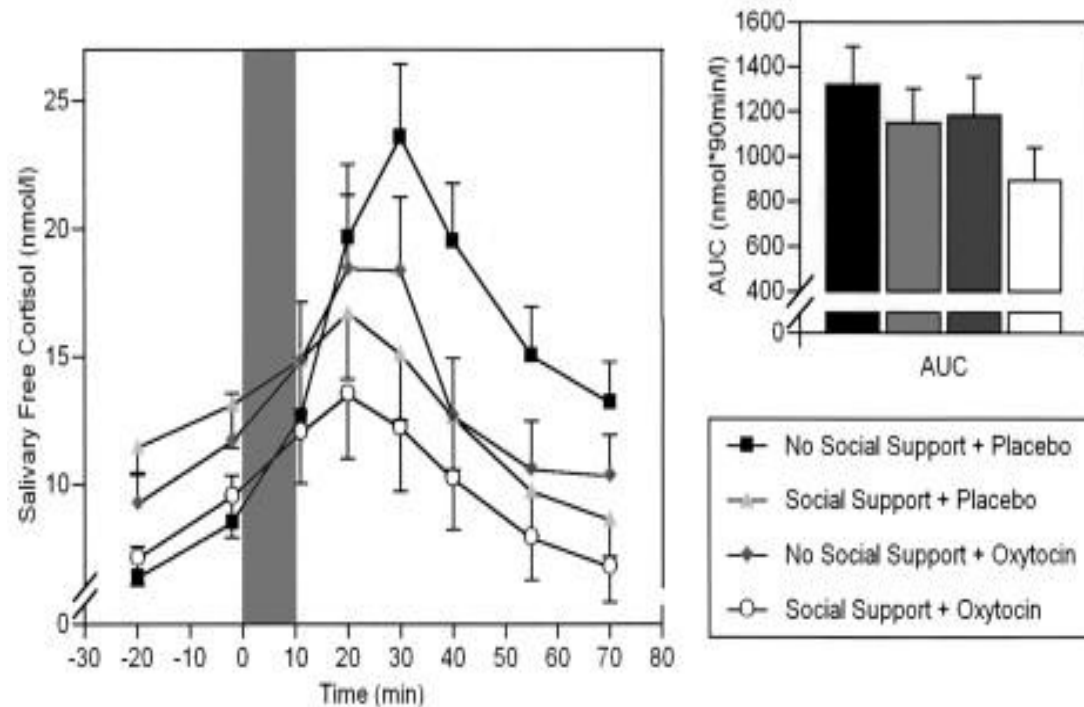 Salivary Free Cortisol (nmol/l)
25
20
15
10
0
-30 -20 -10 0 10 20 30 40 50 60 70 80
Time (min)
AUC (nmol*90min/l)
1600
1400
1200
1000
800
600
400
0
AUC
No Social Support + Placebo
Social Support + Placebo
No Social Support + Oxytocin
Social Support + Oxytocin